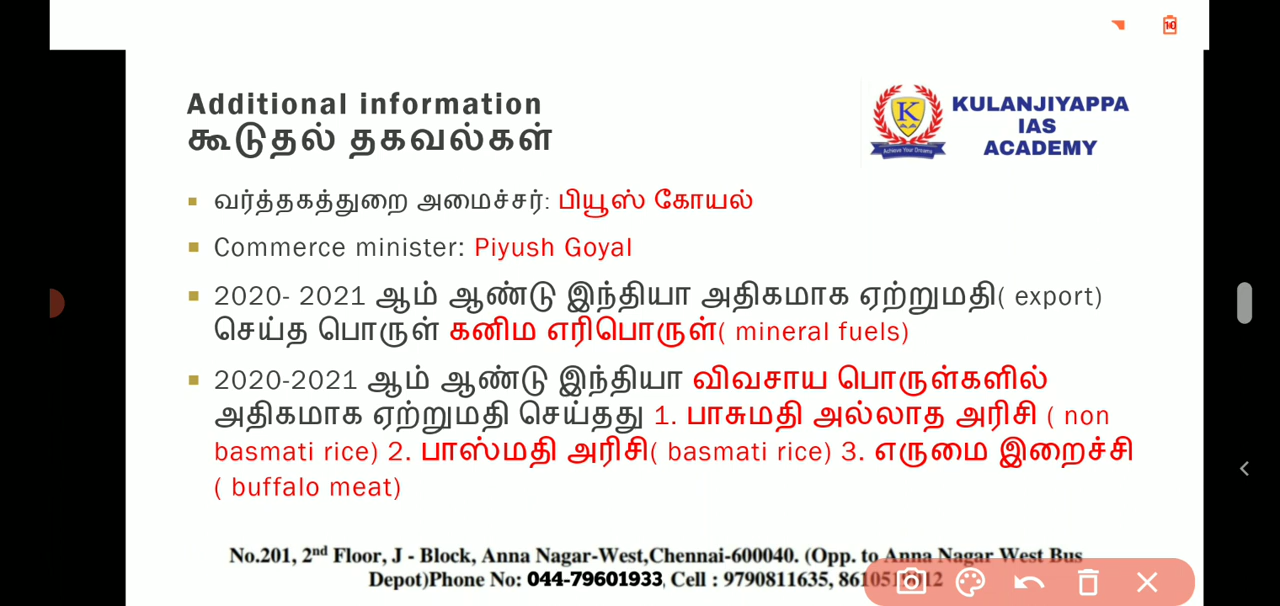 10
Additional information
கூடுதல் தகவல்கள்
K
Achieve Your Dreams
KULANJIYAPPA
IAS
ACADEMY
▪ வர்த்தகத்துறை அமைச்சர்: பியூஸ் கோயல்
▪ Commerce minister: Piyush Goyal
▪ 2020- 2021 ஆம் ஆண்டு இந்தியா அதிகமாக ஏற்றுமதி( export)
செய்த பொருள் கனிம எரிபொருள்( mineral fuels)
▪ 2020-2021 ஆம் ஆண்டு இந்தியா விவசாய பொருள்களில்
அதிகமாக ஏற்றுமதி செய்தது 1. பாசுமதி அல்லாத அரிசி ( non
basmati rice) 2. பாஸ்மதி அரிசி( basmati rice) 3. எருமை இறைச்சி
( buffalo meat)
No.201, 2nd Floor, J - Block, Anna Nagar-West,Chennai-600040. (Opp. to Anna Nagar West Bus
Depot)Phone No: 044-79601933, Cell : 9790811635,